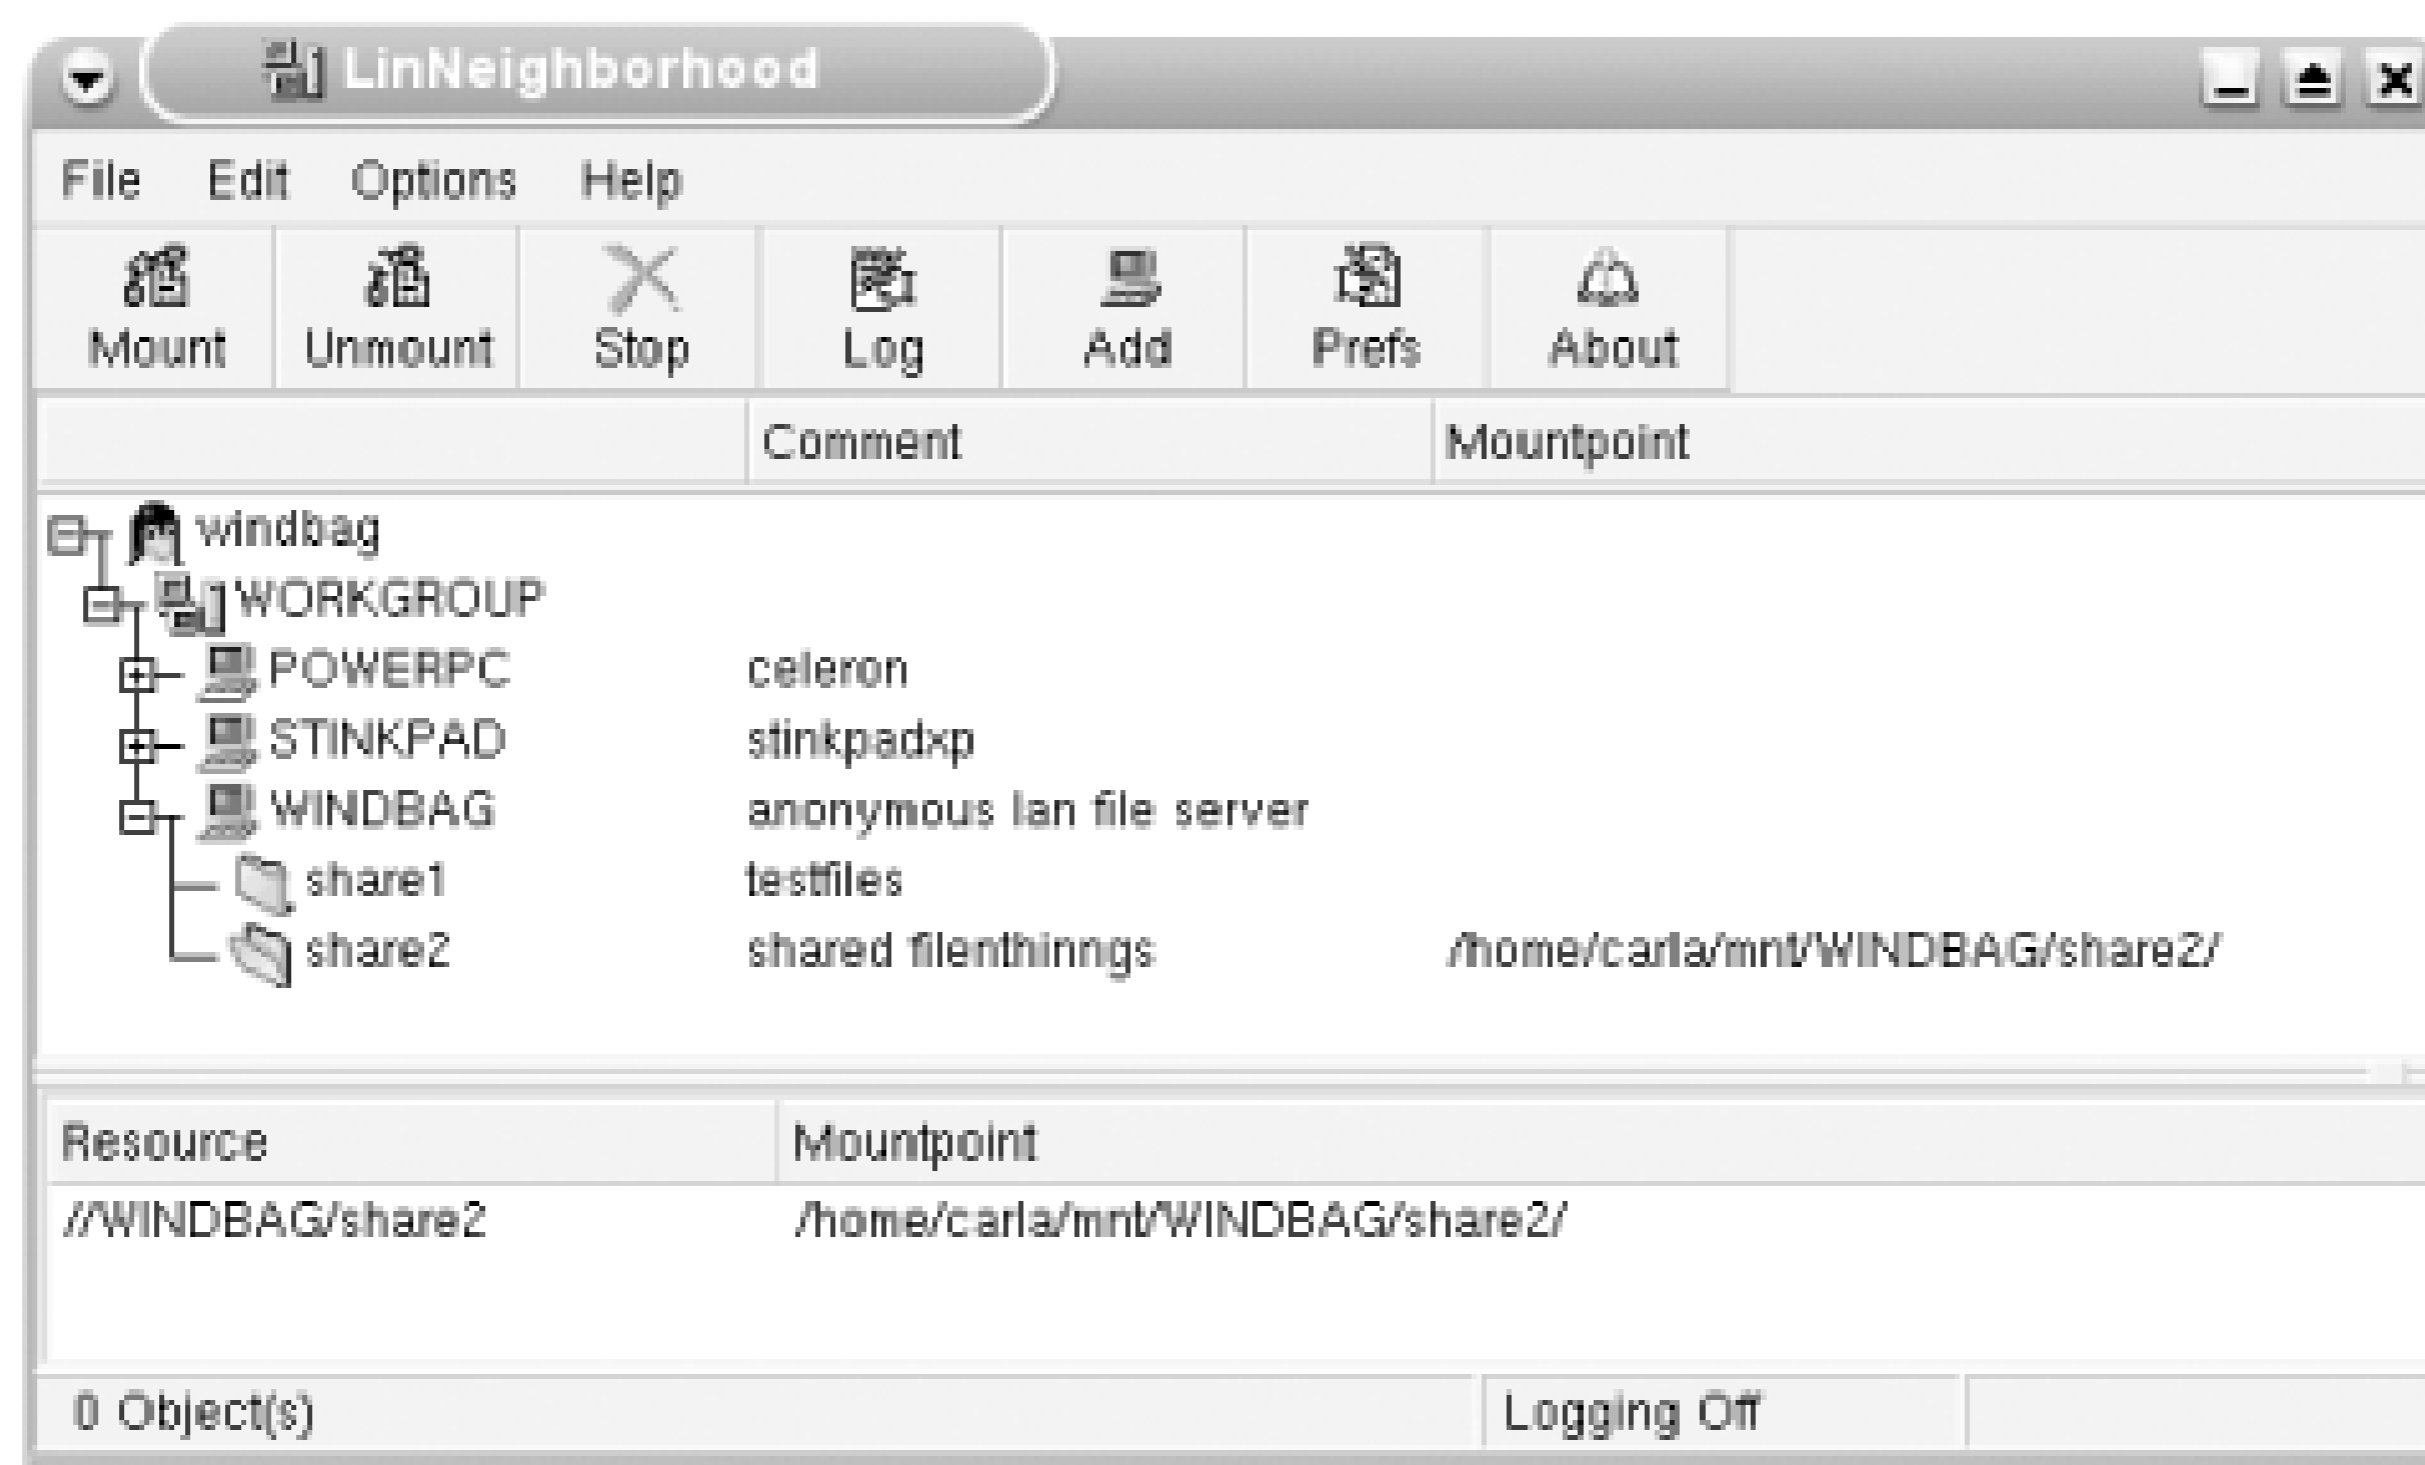 LinNeighborhood
File Edit Options Help
Mount Unmount Stop Log Add Prefs About
Comment Mountpoint
windbag
WORKGROUP
POWERPC celeron
STINKPAD stinkpadxp
WINDBAG anonymous lan file server
share1 testfiles
share2 shared filenthinngs /home/carla/mnt/WINDBAG/share2/
Resource Mountpoint
//WINDBAG/share2 /home/carla/mnt/WINDBAG/share2/
0 Object(s) Logging Off